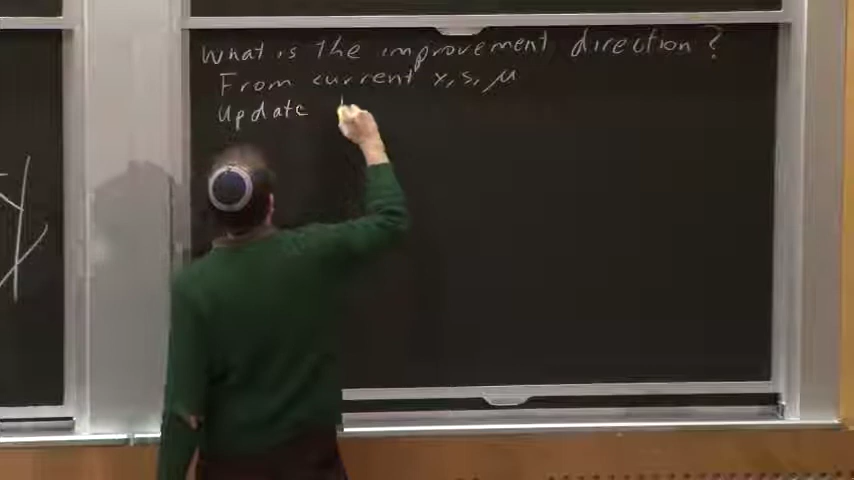 What is the improvement direction?
From current x, s, μ
Update